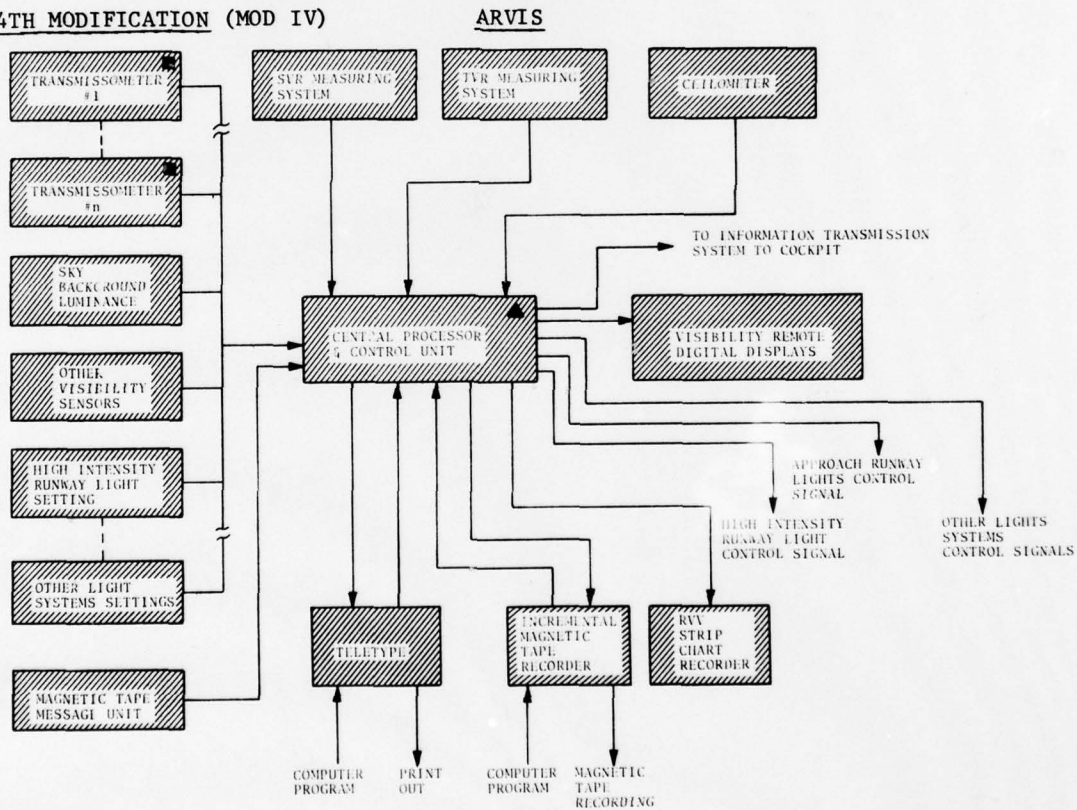 4TH MODIFICATION (MOD IV)
ARVIS
TRANSMISSOMETER
#1
SVR MEASURING
SYSTEM
TVR MEASURING
SYSTEM
CEILOMETER
TRANSMISSOMETER
#n
SKY
BACKGROUND
LUMINANCE
OTHER
VISIBILITY
SENSORS
HIGH INTENSITY
RUNWAY LIGHT
SETTING
OTHER LIGHT
SYSTEMS SETTINGS
MAGNETIC TAPE
MESSAGE UNIT
CENTRAL PROCESSOR
& CONTROL UNIT
TO INFORMATION TRANSMISSION
SYSTEM TO COCKPIT
VISIBILITY REMOTE
DIGITAL DISPLAYS
APPROACH RUNWAY
LIGHTS CONTROL
SIGNAL
HIGH INTENSITY
RUNWAY LIGHT
CONTROL SIGNAL
OTHER LIGHTS
SYSTEMS
CONTROL SIGNALS
TELETYPE
INCREMENTAL
MAGNETIC
TAPE
RECORDER
RVV
STRIP
CHART
RECORDER
COMPUTER
PROGRAM
PRINT
OUT
COMPUTER
PROGRAM
MAGNETIC
TAPE
RECORDING